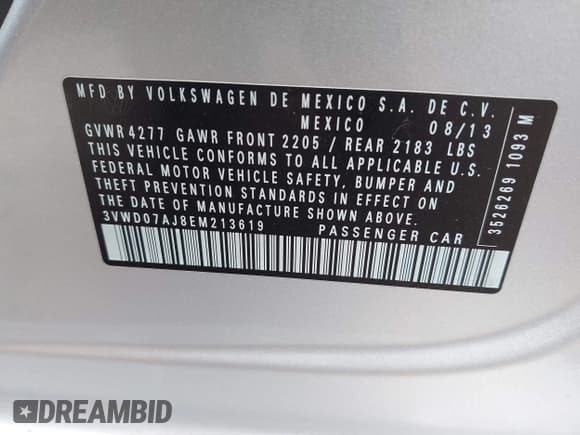 MFD BY VOLKSWAGEN DE MEXICO S.A. DE C.V.
MEXICO 08/13
GVWR 4277 GAWR FRONT 2205 / REAR 2183 LBS
THIS VEHICLE CONFORMS TO ALL APPLICABLE U.S.
FEDERAL MOTOR VEHICLE SAFETY, BUMPER AND
THEFT PREVENTION STANDARDS IN EFFECT ON
THE DATE OF MANUFACTURE SHOWN ABOVE.
3VWD07AJ8EM213619 PASSENGER CAR
3526269 1093 M
DREAMBID